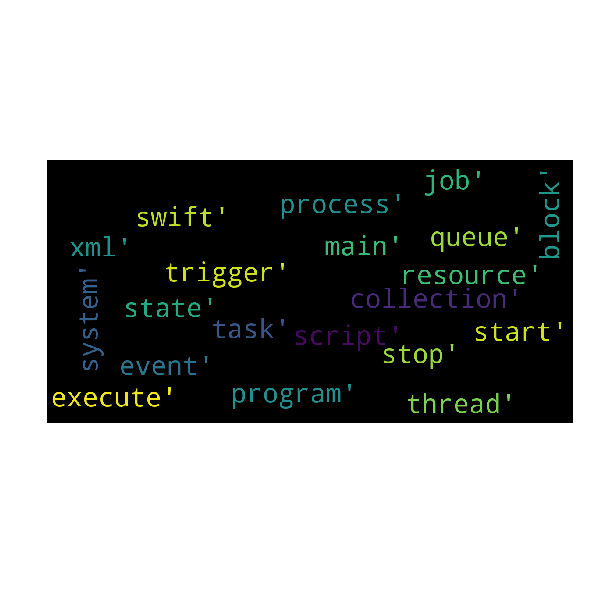 job'
block'
process'
swift'
queue'
main'
xml'
trigger'
resource'
collection'
state'
system'
task'
script'
start'
stop'
event'
program'
execute'
thread'